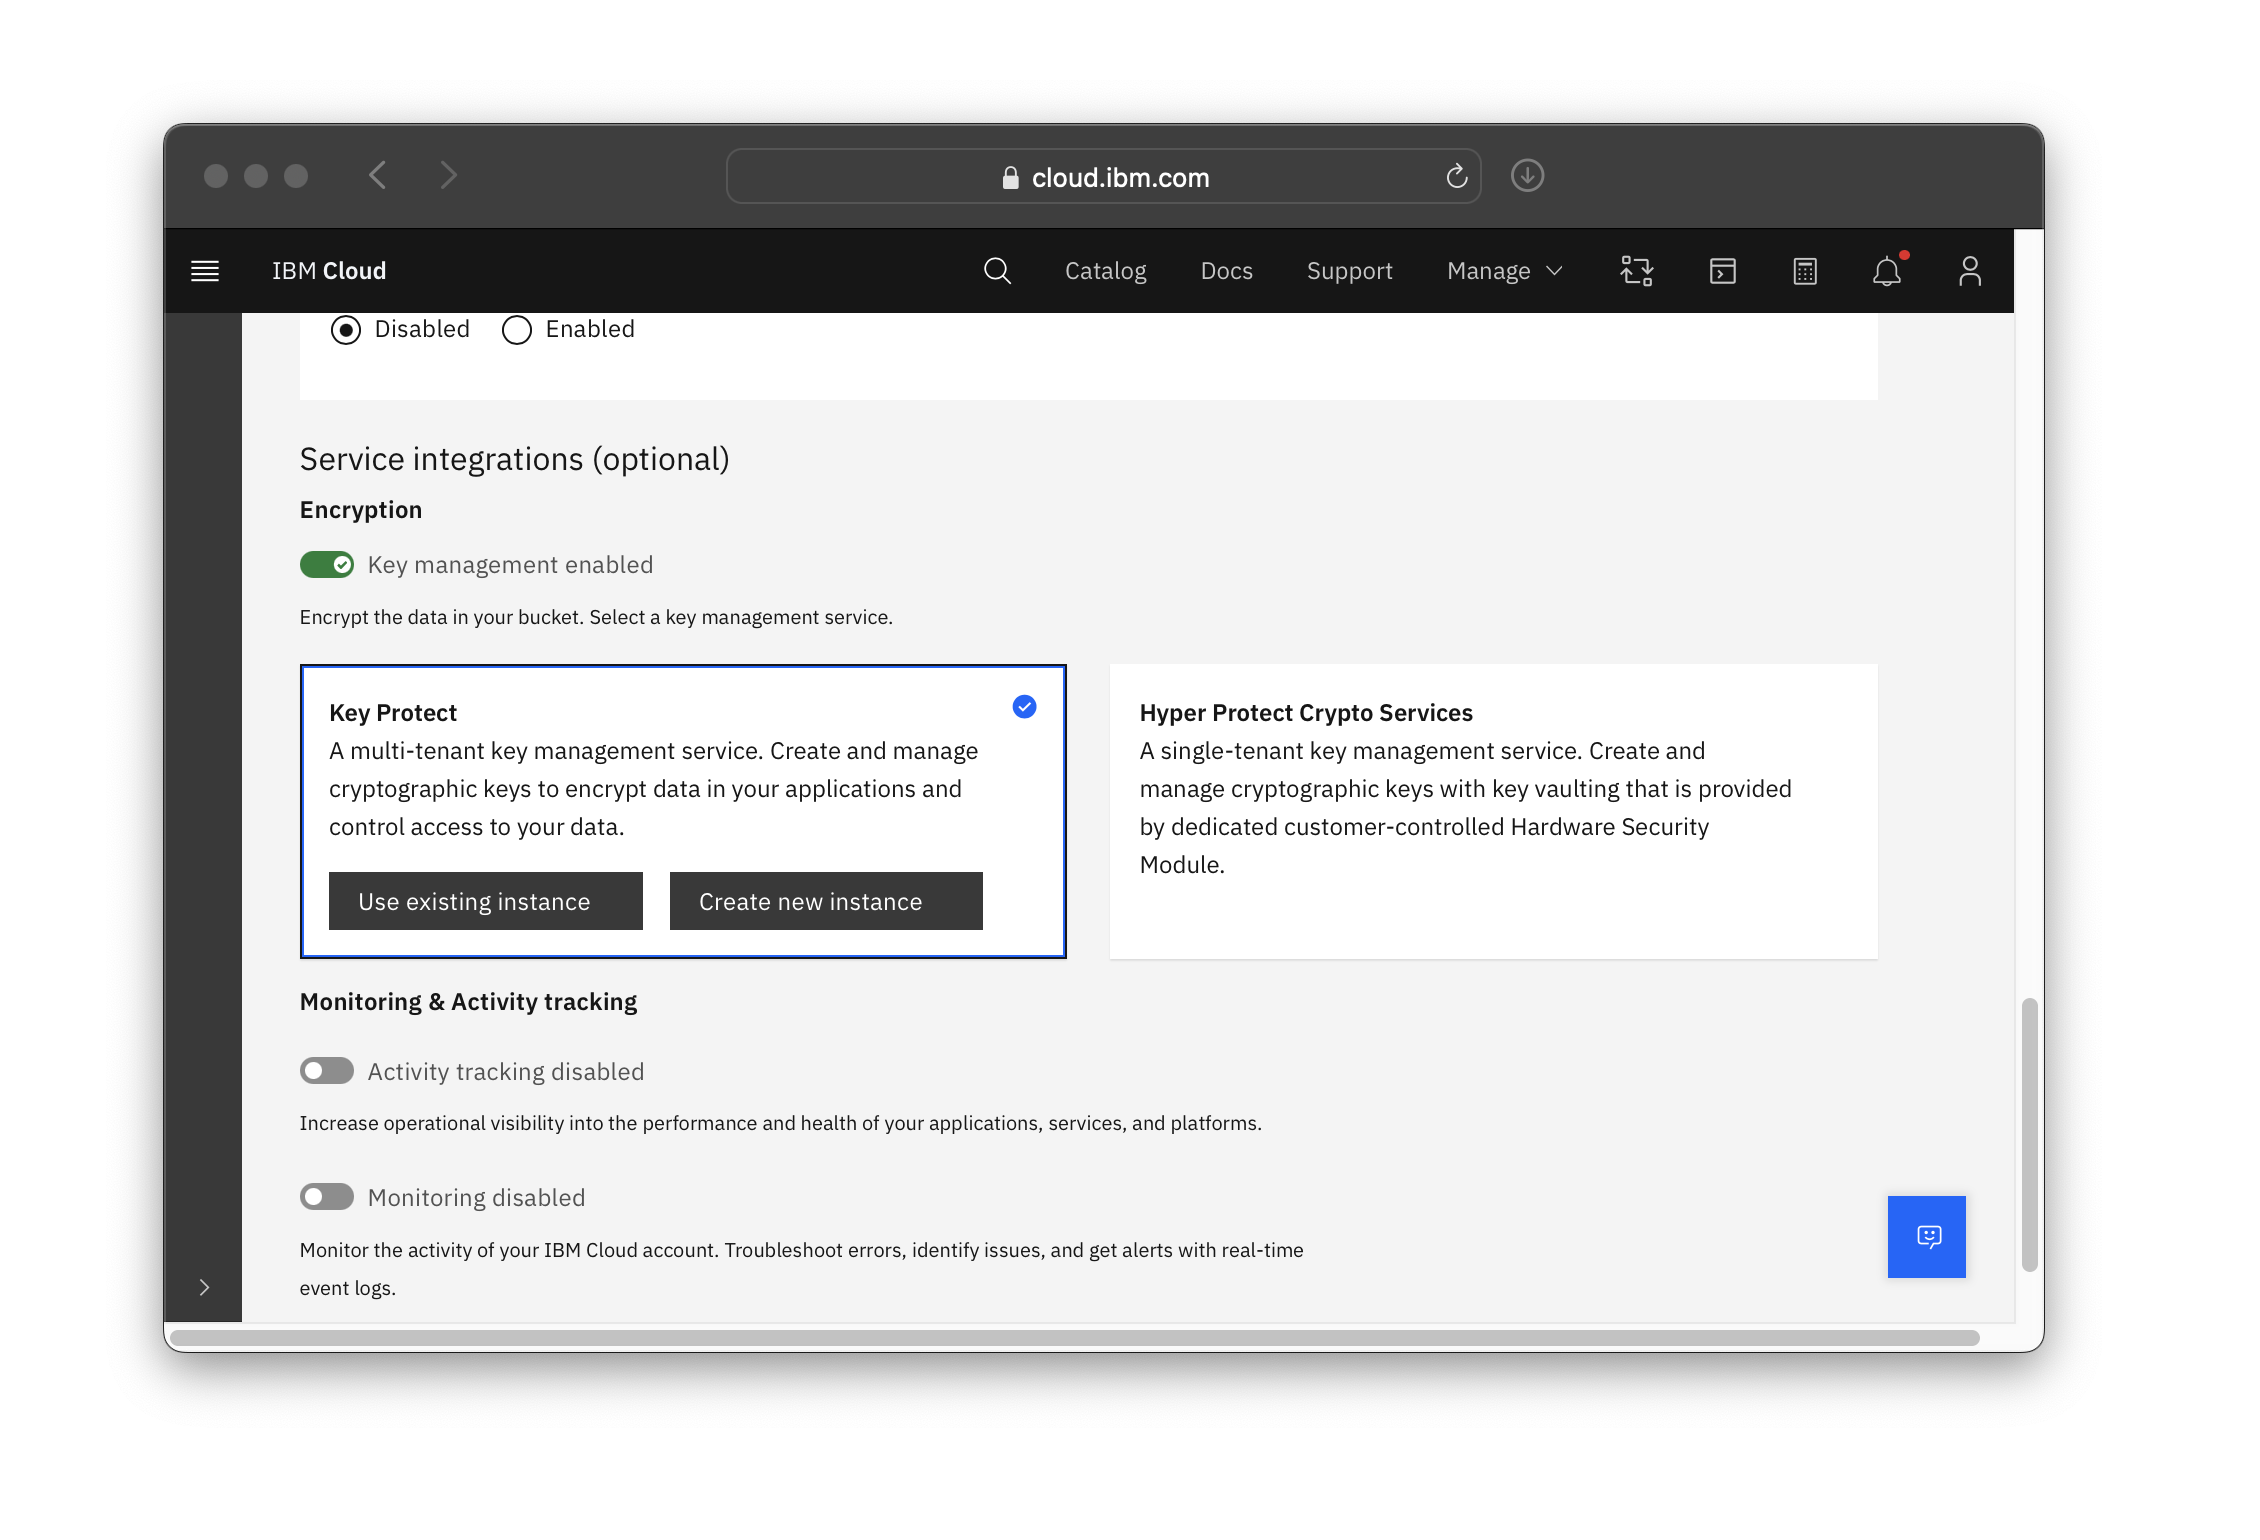 cloud.ibm.com
IBM Cloud
Catalog
Docs
Support
Manage
Disabled
Enabled
Service integrations (optional)
Encryption
Key management enabled
Encrypt the data in your bucket. Select a key management service.
Key Protect
A multi-tenant key management service. Create and manage
cryptographic keys to encrypt data in your applications and
control access to your data.
Use existing instance
Create new instance
Hyper Protect Crypto Services
A single-tenant key management service. Create and
manage cryptographic keys with key vaulting that is provided
by dedicated customer-controlled Hardware Security
Module.
Monitoring & Activity tracking
Activity tracking disabled
Increase operational visibility into the performance and health of your applications, services, and platforms.
Monitoring disabled
Monitor the activity of your IBM Cloud account. Troubleshoot errors, identify issues, and get alerts with real-time
event logs.